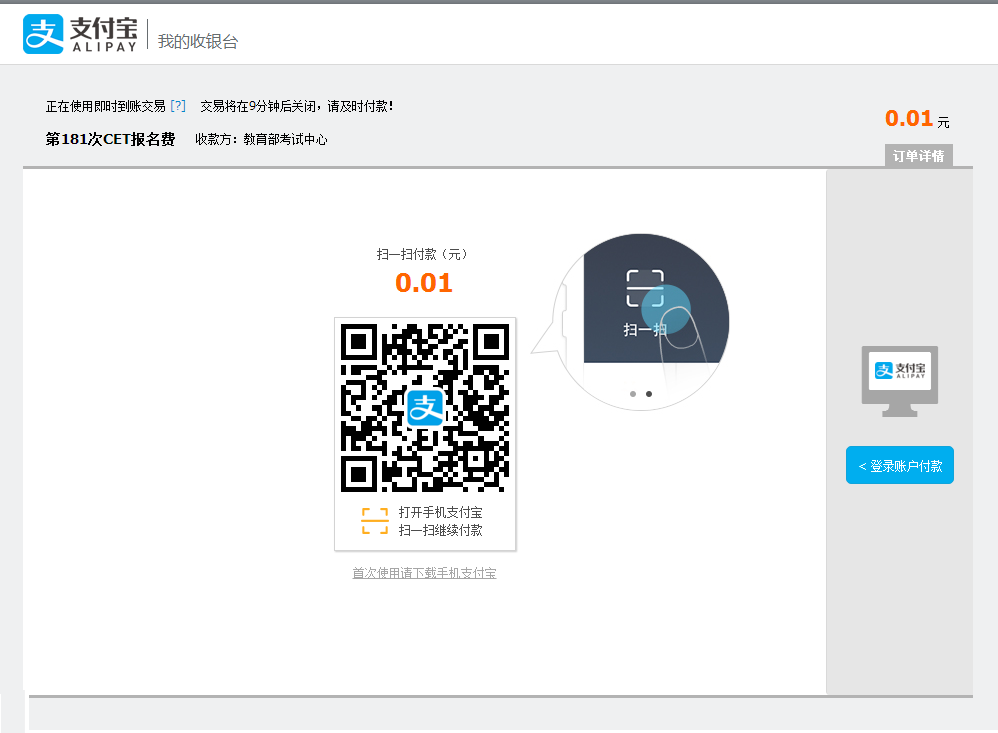 支付宝
ALIPAY
我的收银台
正在使用即时到账交易 [?] 交易将在9分钟后关闭，请及时付款！
第181次CET报名费 收款方：教育部考试中心
0.01 元
订单详情
扫一扫付款（元）
0.01
支
扫一扫
打开手机支付宝
扫一扫继续付款
首次使用请下载手机支付宝
支付宝
ALIPAY
< 登录账户付款